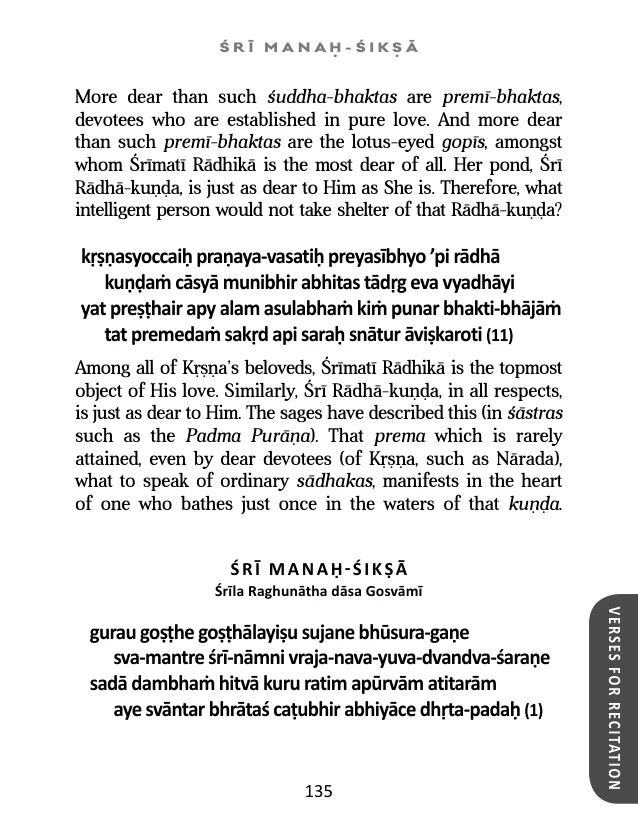 ŚRĪ MANAḤ-ŚIKṢĀ
More dear than such śuddha-bhaktas are premī-bhaktas,
devotees who are established in pure love. And more dear
than such premī-bhaktas are the lotus-eyed gopīs, amongst
whom Śrīmatī Rādhikā is the most dear of all. Her pond, Śrī
Rādhā-kuṇḍa, is just as dear to Him as She is. Therefore, what
intelligent person would not take shelter of that Rādhā-kuṇḍa?
kṛṣṇasyoccaiḥ praṇaya-vasatiḥ preyasībhyo ’pi rādhā
kuṇḍaṁ cāsyā munibhir abhitas tādṛg eva vyadhāyi
yat preṣṭhair apy alam asulabhaṁ kiṁ punar bhakti-bhājāṁ
tat premedaṁ sakṛd api saraḥ snātur āviṣkaroti (11)
Among all of Kṛṣṇa’s beloveds, Śrīmatī Rādhikā is the topmost
object of His love. Similarly, Śrī Rādhā-kuṇḍa, in all respects,
is just as dear to Him. The sages have described this (in śāstras
such as the Padma Purāṇa). That prema which is rarely
attained, even by dear devotees (of Kṛṣṇa, such as Nārada),
what to speak of ordinary sādhakas, manifests in the heart
of one who bathes just once in the waters of that kuṇḍa.
ŚRĪ MANAḤ-ŚIKṢĀ
Śrīla Raghunātha dāsa Gosvāmī
gurau goṣṭhe goṣṭhālayiṣu sujane bhūsura-gaṇe
sva-mantre śrī-nāmni vraja-nava-yuva-dvandva-śaraṇe
sadā dambhaṁ hitvā kuru ratim apūrvām atitarām
aye svāntar bhrātaś caṭubhir abhiyāce dhṛta-padaḥ (1)
VERSES FOR RECITATION
135